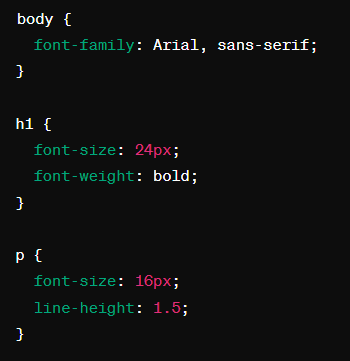 body {
  font-family: Arial, sans-serif;
}
h1 {
  font-size: 24px;
  font-weight: bold;
}
p {
  font-size: 16px;
  line-height: 1.5;
}